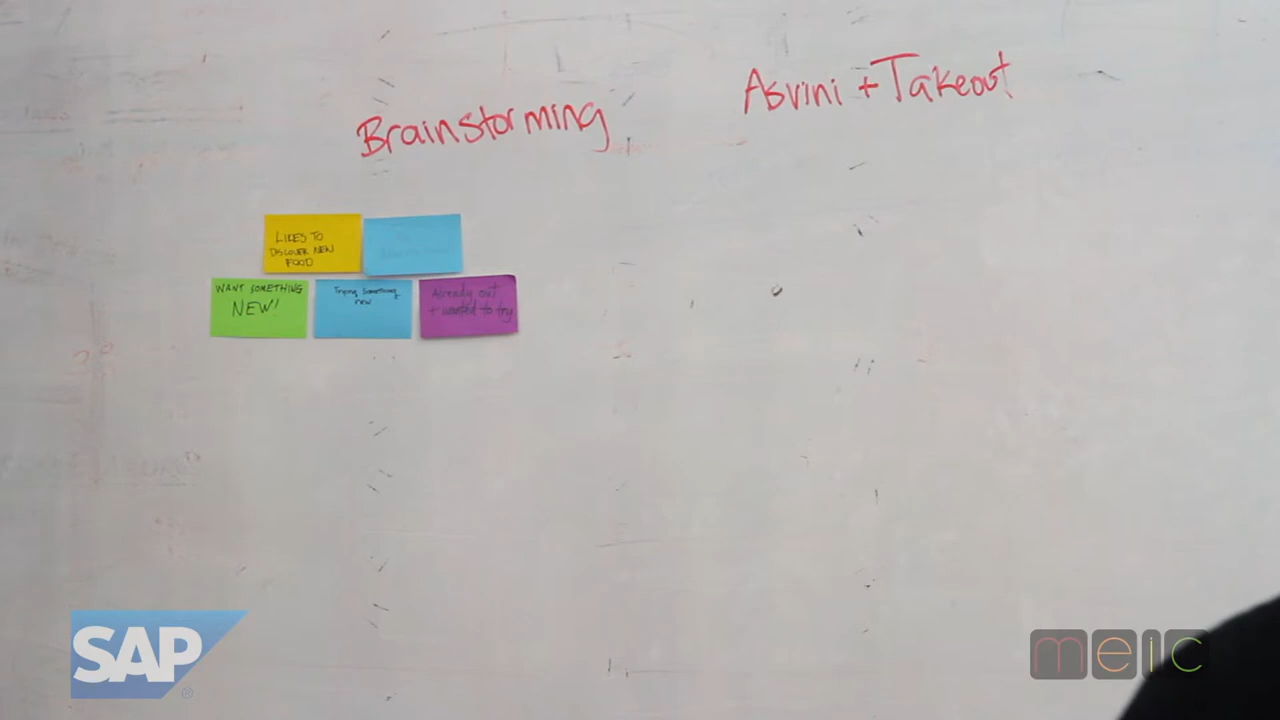 Brainstorming
Asvini + Takeout
LIKES TO
DISCOVER NEW
FOOD
WANT SOMETHING
NEW!
Trying something
new
Already out
+ wanted to try
SAP
®
meic